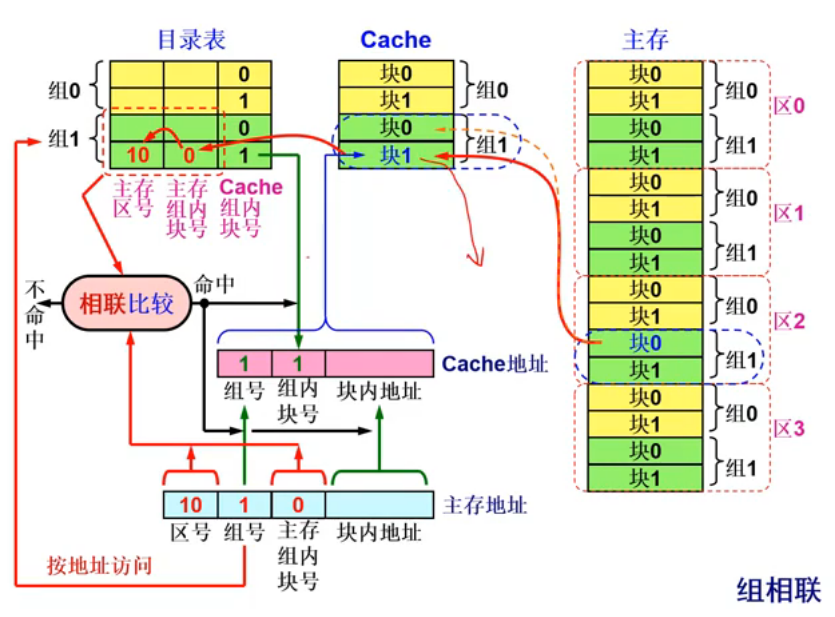 目录表
Cache
主存
组0
0
1
组1
0
10 0 1
主存区号
主存组内块号
Cache组内块号
块0
块1
组0
块0
块1
组1
块0
块1
组0
块0
块1
组1
区0
块0
块1
组0
块0
块1
组1
区1
块0
块1
组0
块0
块1
组1
区2
块0
块1
组0
块0
块1
组1
区3
不命中
相联比较
命中
1 1
Cache地址
组号
组内块号
块内地址
10 1 0
主存地址
区号
组号
主存组内块号
块内地址
按地址访问
组相联